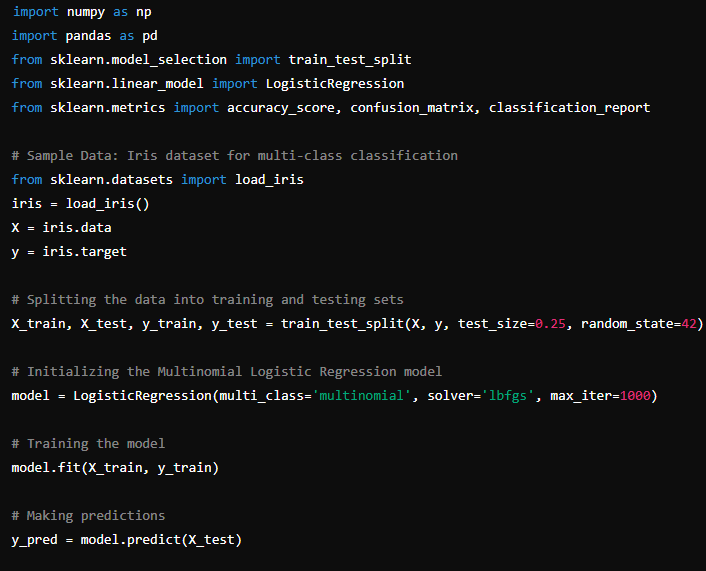 import numpy as np
import pandas as pd
from sklearn.model_selection import train_test_split
from sklearn.linear_model import LogisticRegression
from sklearn.metrics import accuracy_score, confusion_matrix, classification_report
# Sample Data: Iris dataset for multi-class classification
from sklearn.datasets import load_iris
iris = load_iris()
X = iris.data
y = iris.target
# Splitting the data into training and testing sets
X_train, X_test, y_train, y_test = train_test_split(X, y, test_size=0.25, random_state=42)
# Initializing the Multinomial Logistic Regression model
model = LogisticRegression(multi_class='multinomial', solver='lbfgs', max_iter=1000)
# Training the model
model.fit(X_train, y_train)
# Making predictions
y_pred = model.predict(X_test)